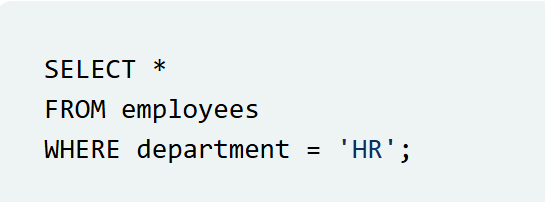 SELECT *
FROM employees
WHERE department = 'HR';